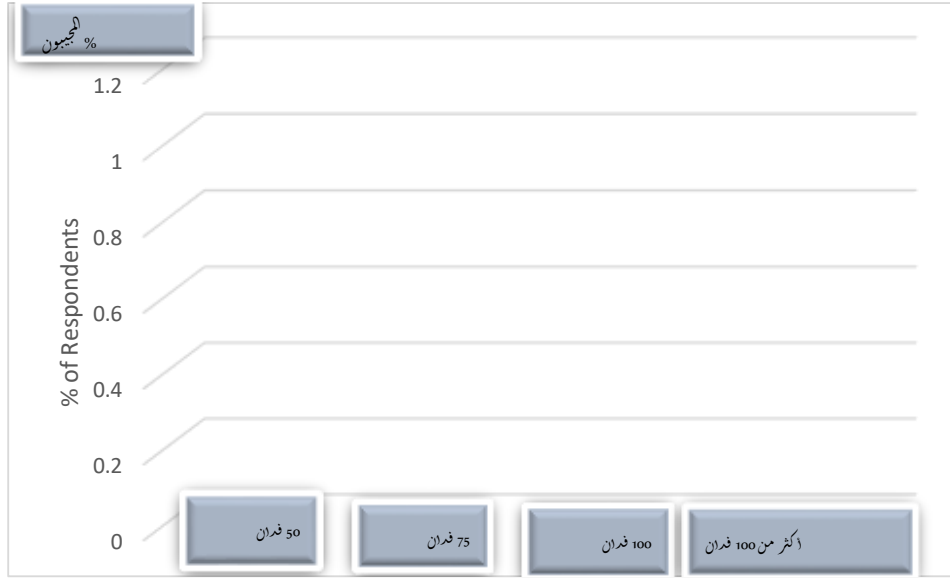 المجيبون %
1.2
1
0.8
0.6
0.4
0.2
0
% of Respondents
50 فدان
75 فدان
100 فدان
أكثر من 100 فدان